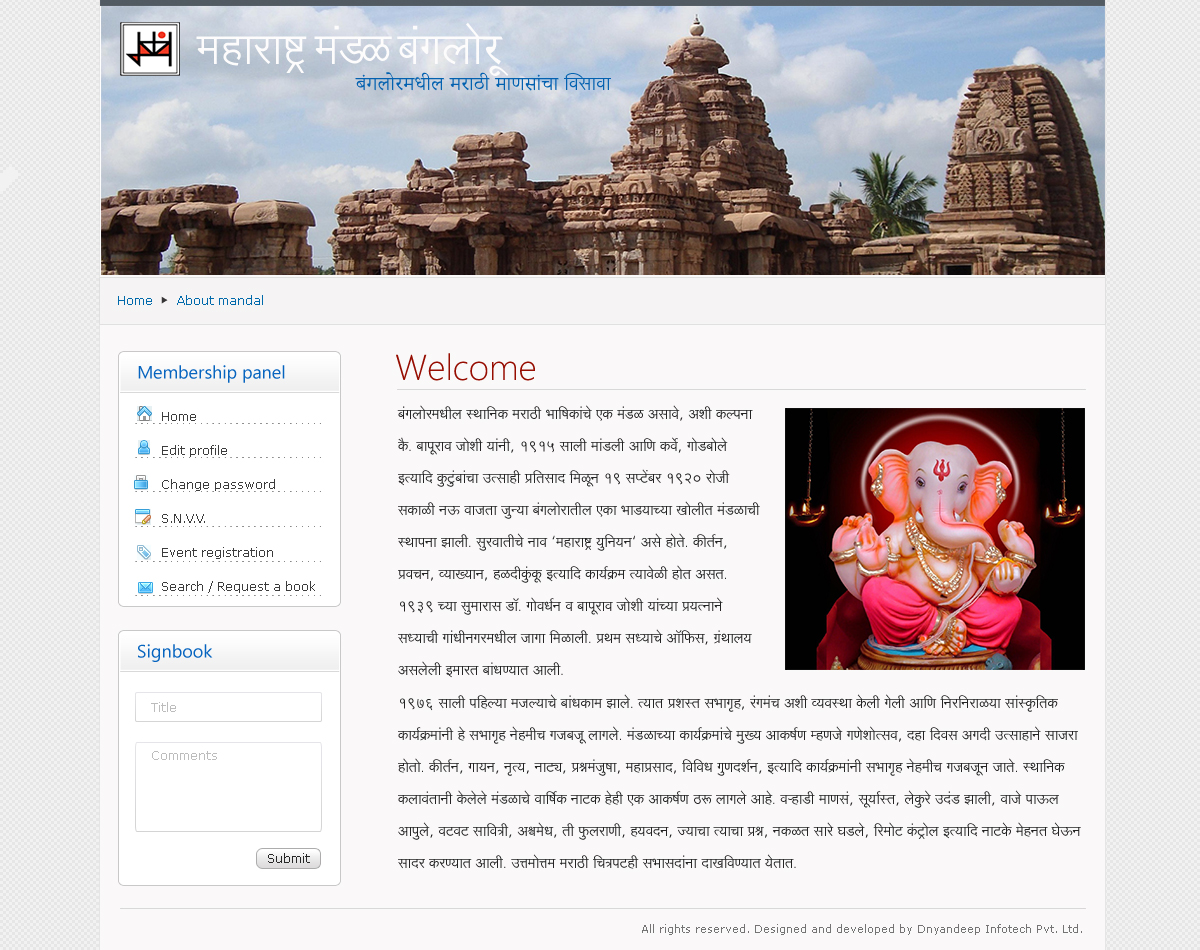 महाराष्ट्र मंडळ बंगलोरू
बंगलोरमधील मराठी माणसांचा विसावा
Home ▶ About mandal
Membership panel
Home
Edit profile
Change password
S.N.V.V.
Event registration
Search / Request a book
Signbook
Title
Comments
Submit
Welcome
बंगलोरमधील स्थानिक मराठी भाषिकांचे एक मंडळ असावे, अशी कल्पना
कै. बापूराव जोशी यांनी, १९१५ साली मांडली आणि कर्वे, गोडबोले
इत्यादि कुटुंबांचा उत्साही प्रतिसाद मिळून १९ सप्टेंबर १९२० रोजी
सकाळी नऊ वाजता जुन्या बंगलोरातील एका भाडयाच्या खोलीत मंडळाची
स्थापना झाली. सुरवातीचे नाव ‘महाराष्ट्र युनियन’ असे होते. कीर्तन,
प्रवचन, व्याख्यान, हळदीकुंकू इत्यादि कार्यक्रम त्यावेळी होत असत.
१९३९ च्या सुमारास डॉ. गोवर्धन व बापूराव जोशी यांच्या प्रयत्नाने
सध्याची गांधीनगरमधील जागा मिळाली. प्रथम सध्याचे ऑफिस, ग्रंथालय
असलेली इमारत बांधण्यात आली.
१९७६ साली पहिल्या मजल्याचे बांधकाम झाले. त्यात प्रशस्त सभागृह, रंगमंच अशी व्यवस्था केली गेली आणि निरनिराळया सांस्कृतिक
कार्यक्रमांनी हे सभागृह नेहमीच गजबजू लागले. मंडळाच्या कार्यक्रमांचे मुख्य आकर्षण म्हणजे गणेशोत्सव, दहा दिवस अगदी उत्साहाने साजरा
होतो. कीर्तन, गायन, नृत्य, नाट्य, प्रश्नमंजुषा, महाप्रसाद, विविध गुणदर्शन, इत्यादि कार्यक्रमांनी सभागृह नेहमीच गजबजून जाते. स्थानिक
कलावंतानी केलेले मंडळाचे वार्षिक नाटक हेही एक आकर्षण ठरू लागले आहे. वऱ्हाडी माणसं, सूर्यास्त, लेकुरे उदंड झाली, वाजे पाऊल
आपुले, वटवट सावित्री, अश्वमेध, ती फुलराणी, हयवदन, ज्याचा त्याचा प्रश्न, नकळत सारे घडले, रिमोट कंट्रोल इत्यादि नाटके मेहनत घेऊन
सादर करण्यात आली. उत्तमोत्तम मराठी चित्रपटही सभासदांना दाखविण्यात येतात.
All rights reserved. Designed and developed by Dnyandeep Infotech Pvt. Ltd.